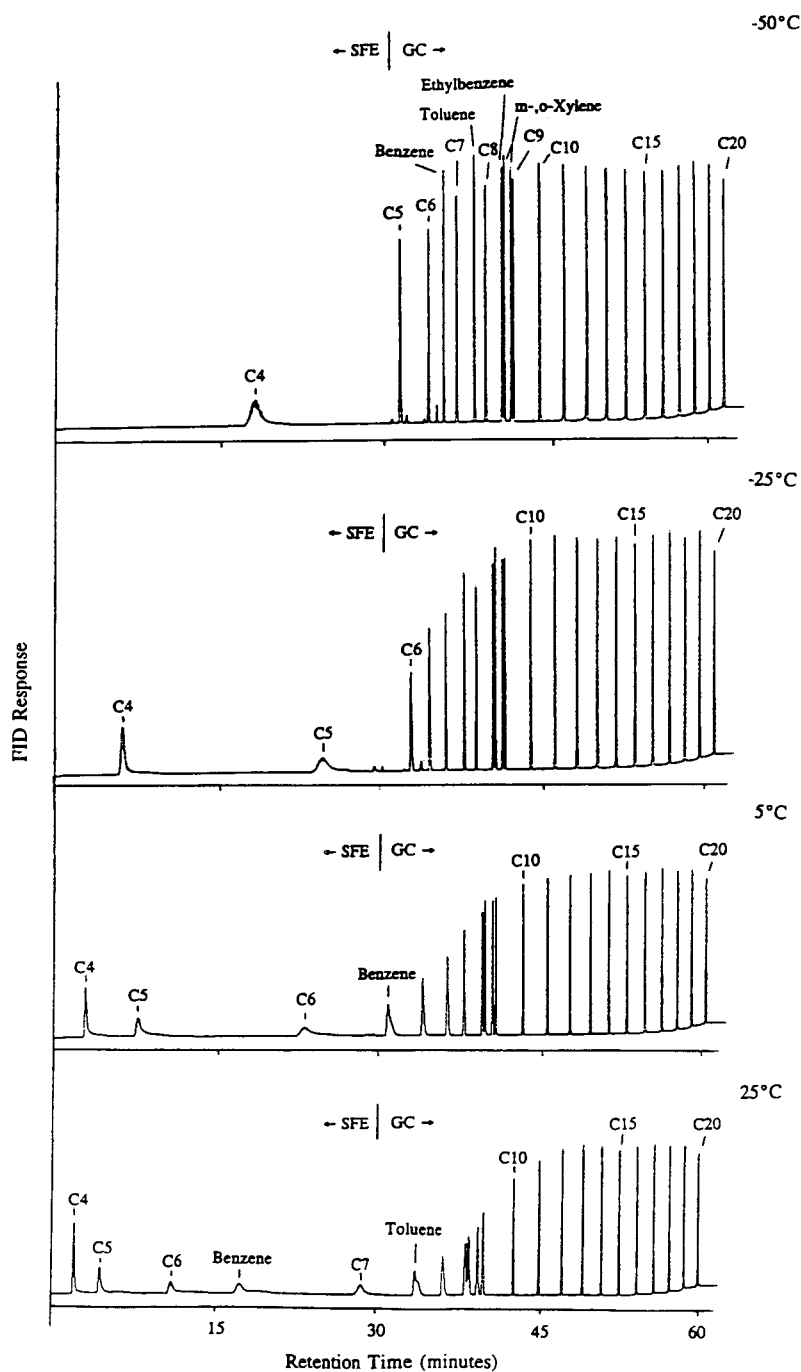 -50°C
← SFE | GC →
Ethylbenzene
Toluene
m-,o-Xylene
Benzene
C7
C8
C9
C10
C15
C20
C5
C6
C4
-25°C
← SFE | GC →
C10
C15
C20
C6
C4
C5
FID Response
5°C
← SFE | GC →
C10
C15
C20
C4
C5
C6
Benzene
25°C
← SFE | GC →
C15
C20
C10
C4
C5
C6
Benzene
C7
Toluene
15
30
45
60
Retention Time (minutes)